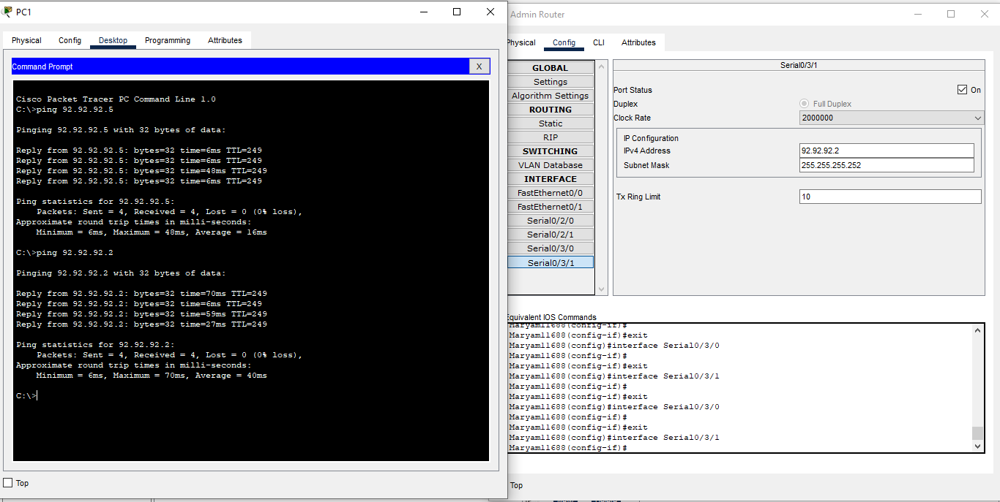 PC1
Physical Config Desktop Programming Attributes
Command Prompt X
Cisco Packet Tracer PC Command Line 1.0
C:\>ping 92.92.92.5
Pinging 92.92.92.5 with 32 bytes of data:
Reply from 92.92.92.5: bytes=32 time=6ms TTL=249
Reply from 92.92.92.5: bytes=32 time=6ms TTL=249
Reply from 92.92.92.5: bytes=32 time=48ms TTL=249
Reply from 92.92.92.5: bytes=32 time=6ms TTL=249
Ping statistics for 92.92.92.5:
Packets: Sent = 4, Received = 4, Lost = 0 (0% loss),
Approximate round trip times in milli-seconds:
Minimum = 6ms, Maximum = 48ms, Average = 16ms
C:\>ping 92.92.92.2
Pinging 92.92.92.2 with 32 bytes of data:
Reply from 92.92.92.2: bytes=32 time=70ms TTL=249
Reply from 92.92.92.2: bytes=32 time=6ms TTL=249
Reply from 92.92.92.2: bytes=32 time=59ms TTL=249
Reply from 92.92.92.2: bytes=32 time=27ms TTL=249
Ping statistics for 92.92.92.2:
Packets: Sent = 4, Received = 4, Lost = 0 (0% loss),
Approximate round trip times in milli-seconds:
Minimum = 6ms, Maximum = 70ms, Average = 40ms
C:\>
Top
Admin Router
Physical Config CLI Attributes
GLOBAL
Settings
Algorithm Settings
ROUTING
Static
RIP
SWITCHING
VLAN Database
INTERFACE
FastEthernet0/0
FastEthernet0/1
Serial0/2/0
Serial0/2/1
Serial0/3/0
Serial0/3/1
Serial0/3/1
Port Status On
Duplex Full Duplex
Clock Rate 2000000
IP Configuration
IPv4 Address 92.92.92.2
Subnet Mask 255.255.255.252
Tx Ring Limit 10
Equivalent IOS Commands
Maryam11688(config-if)#
Maryam11688(config-if)#exit
Maryam11688(config)#interface Serial0/3/0
Maryam11688(config-if)#
Maryam11688(config-if)#exit
Maryam11688(config)#interface Serial0/3/1
Maryam11688(config-if)#
Maryam11688(config-if)#exit
Maryam11688(config)#interface Serial0/3/0
Maryam11688(config-if)#
Maryam11688(config-if)#exit
Maryam11688(config)#interface Serial0/3/1
Maryam11688(config-if)#
Top